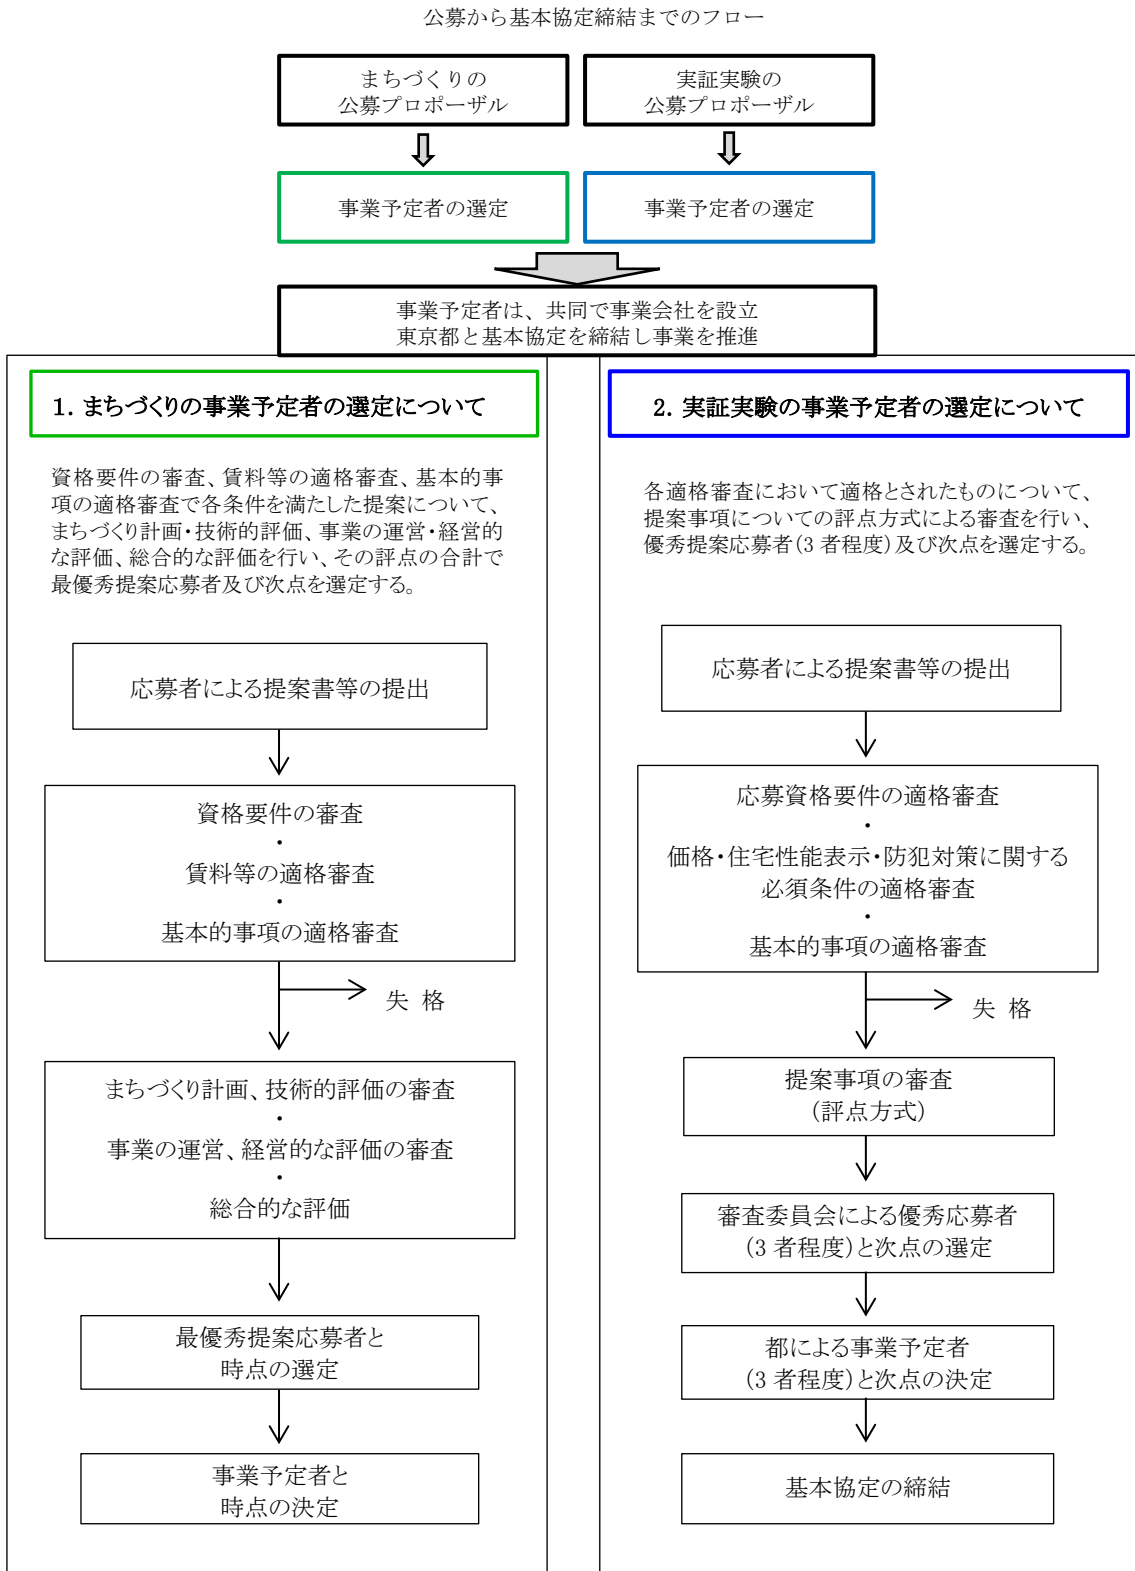 公募から基本協定締結までのフロー
まちづくりの
公募プロポーザル
実証実験の
公募プロポーザル
事業予定者の選定
事業予定者の選定
事業予定者は、共同で事業会社を設立
東京都と基本協定を締結し事業を推進
1．まちづくりの事業予定者の選定について
資格要件の審査、賃料等の適格審査、基本的事
項の適格審査で各条件を満たした提案について、
まちづくり計画・技術的評価、事業の運営・経営的
な評価、総合的な評価を行い、その評点の合計で
最優秀提案応募者及び次点を選定する。
応募者による提案書等の提出
資格要件の審査
・
賃料等の適格審査
・
基本的事項の適格審査
失 格
まちづくり計画、技術的評価の審査
・
事業の運営、経営的な評価の審査
・
総合的な評価
最優秀提案応募者と
時点の選定
事業予定者と
時点の決定
2．実証実験の事業予定者の選定について
各適格審査において適格とされたものについて、
提案事項についての評点方式による審査を行い、
優秀提案応募者（3 者程度）及び次点を選定する。
応募者による提案書等の提出
応募資格要件の適格審査
・
価格・住宅性能表示・防犯対策に関する
必須条件の適格審査
・
基本的事項の適格審査
失 格
提案事項の審査
（評点方式）
審査委員会による優秀応募者
（3 者程度）と次点の選定
都による事業予定者
（3 者程度）と次点の決定
基本協定の締結